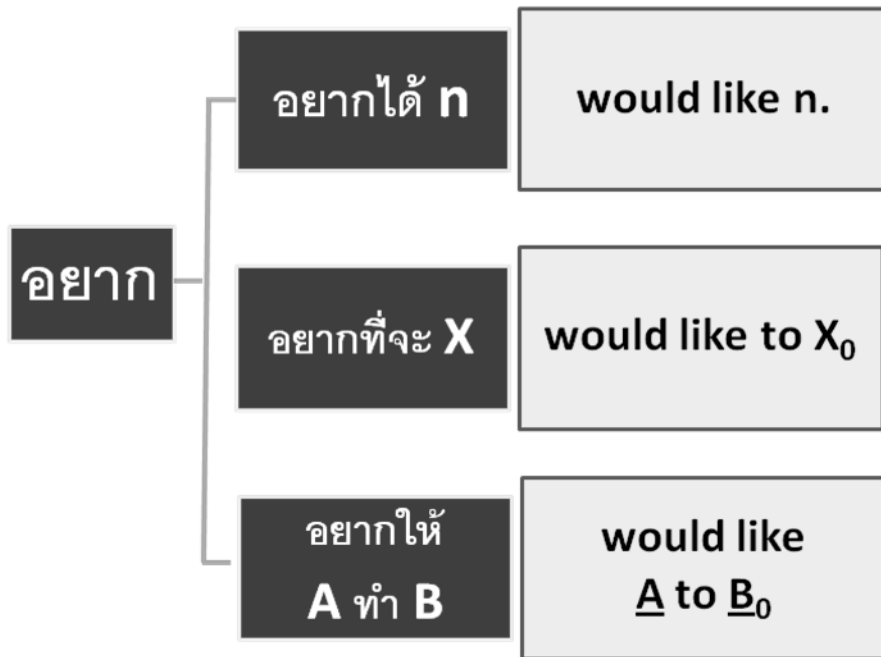 อยาก
อยากได้ n
would like n.
อยากที่จะ X
would like to X₀
อยากให้
A ทำ B
would like
A to B₀